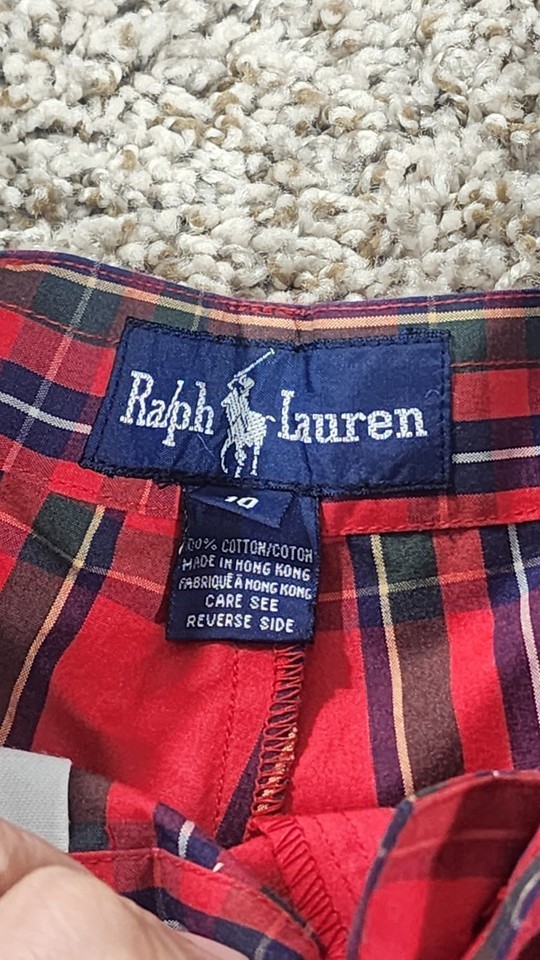 Ralph Lauren
10
100% COTTON/COTON
MADE IN HONG KONG
FABRIQUÉ À HONG KONG
CARE SEE
REVERSE SIDE